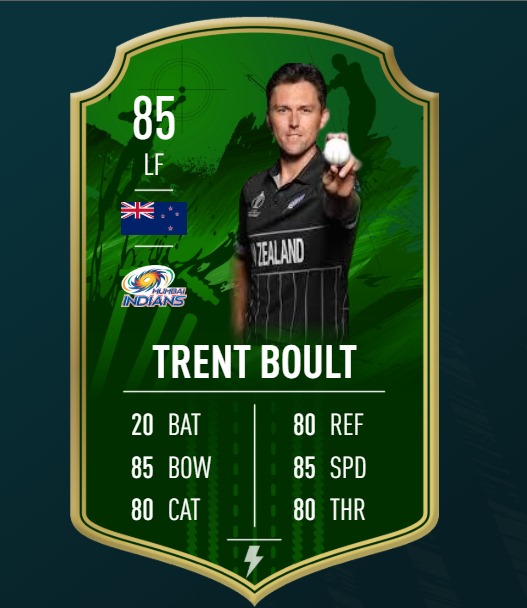 85
LF
MUMBAI
INDIANS
ZEALAND
TRENT BOULT
20 BAT 80 REF
85 BOW 85 SPD
80 CAT 80 THR